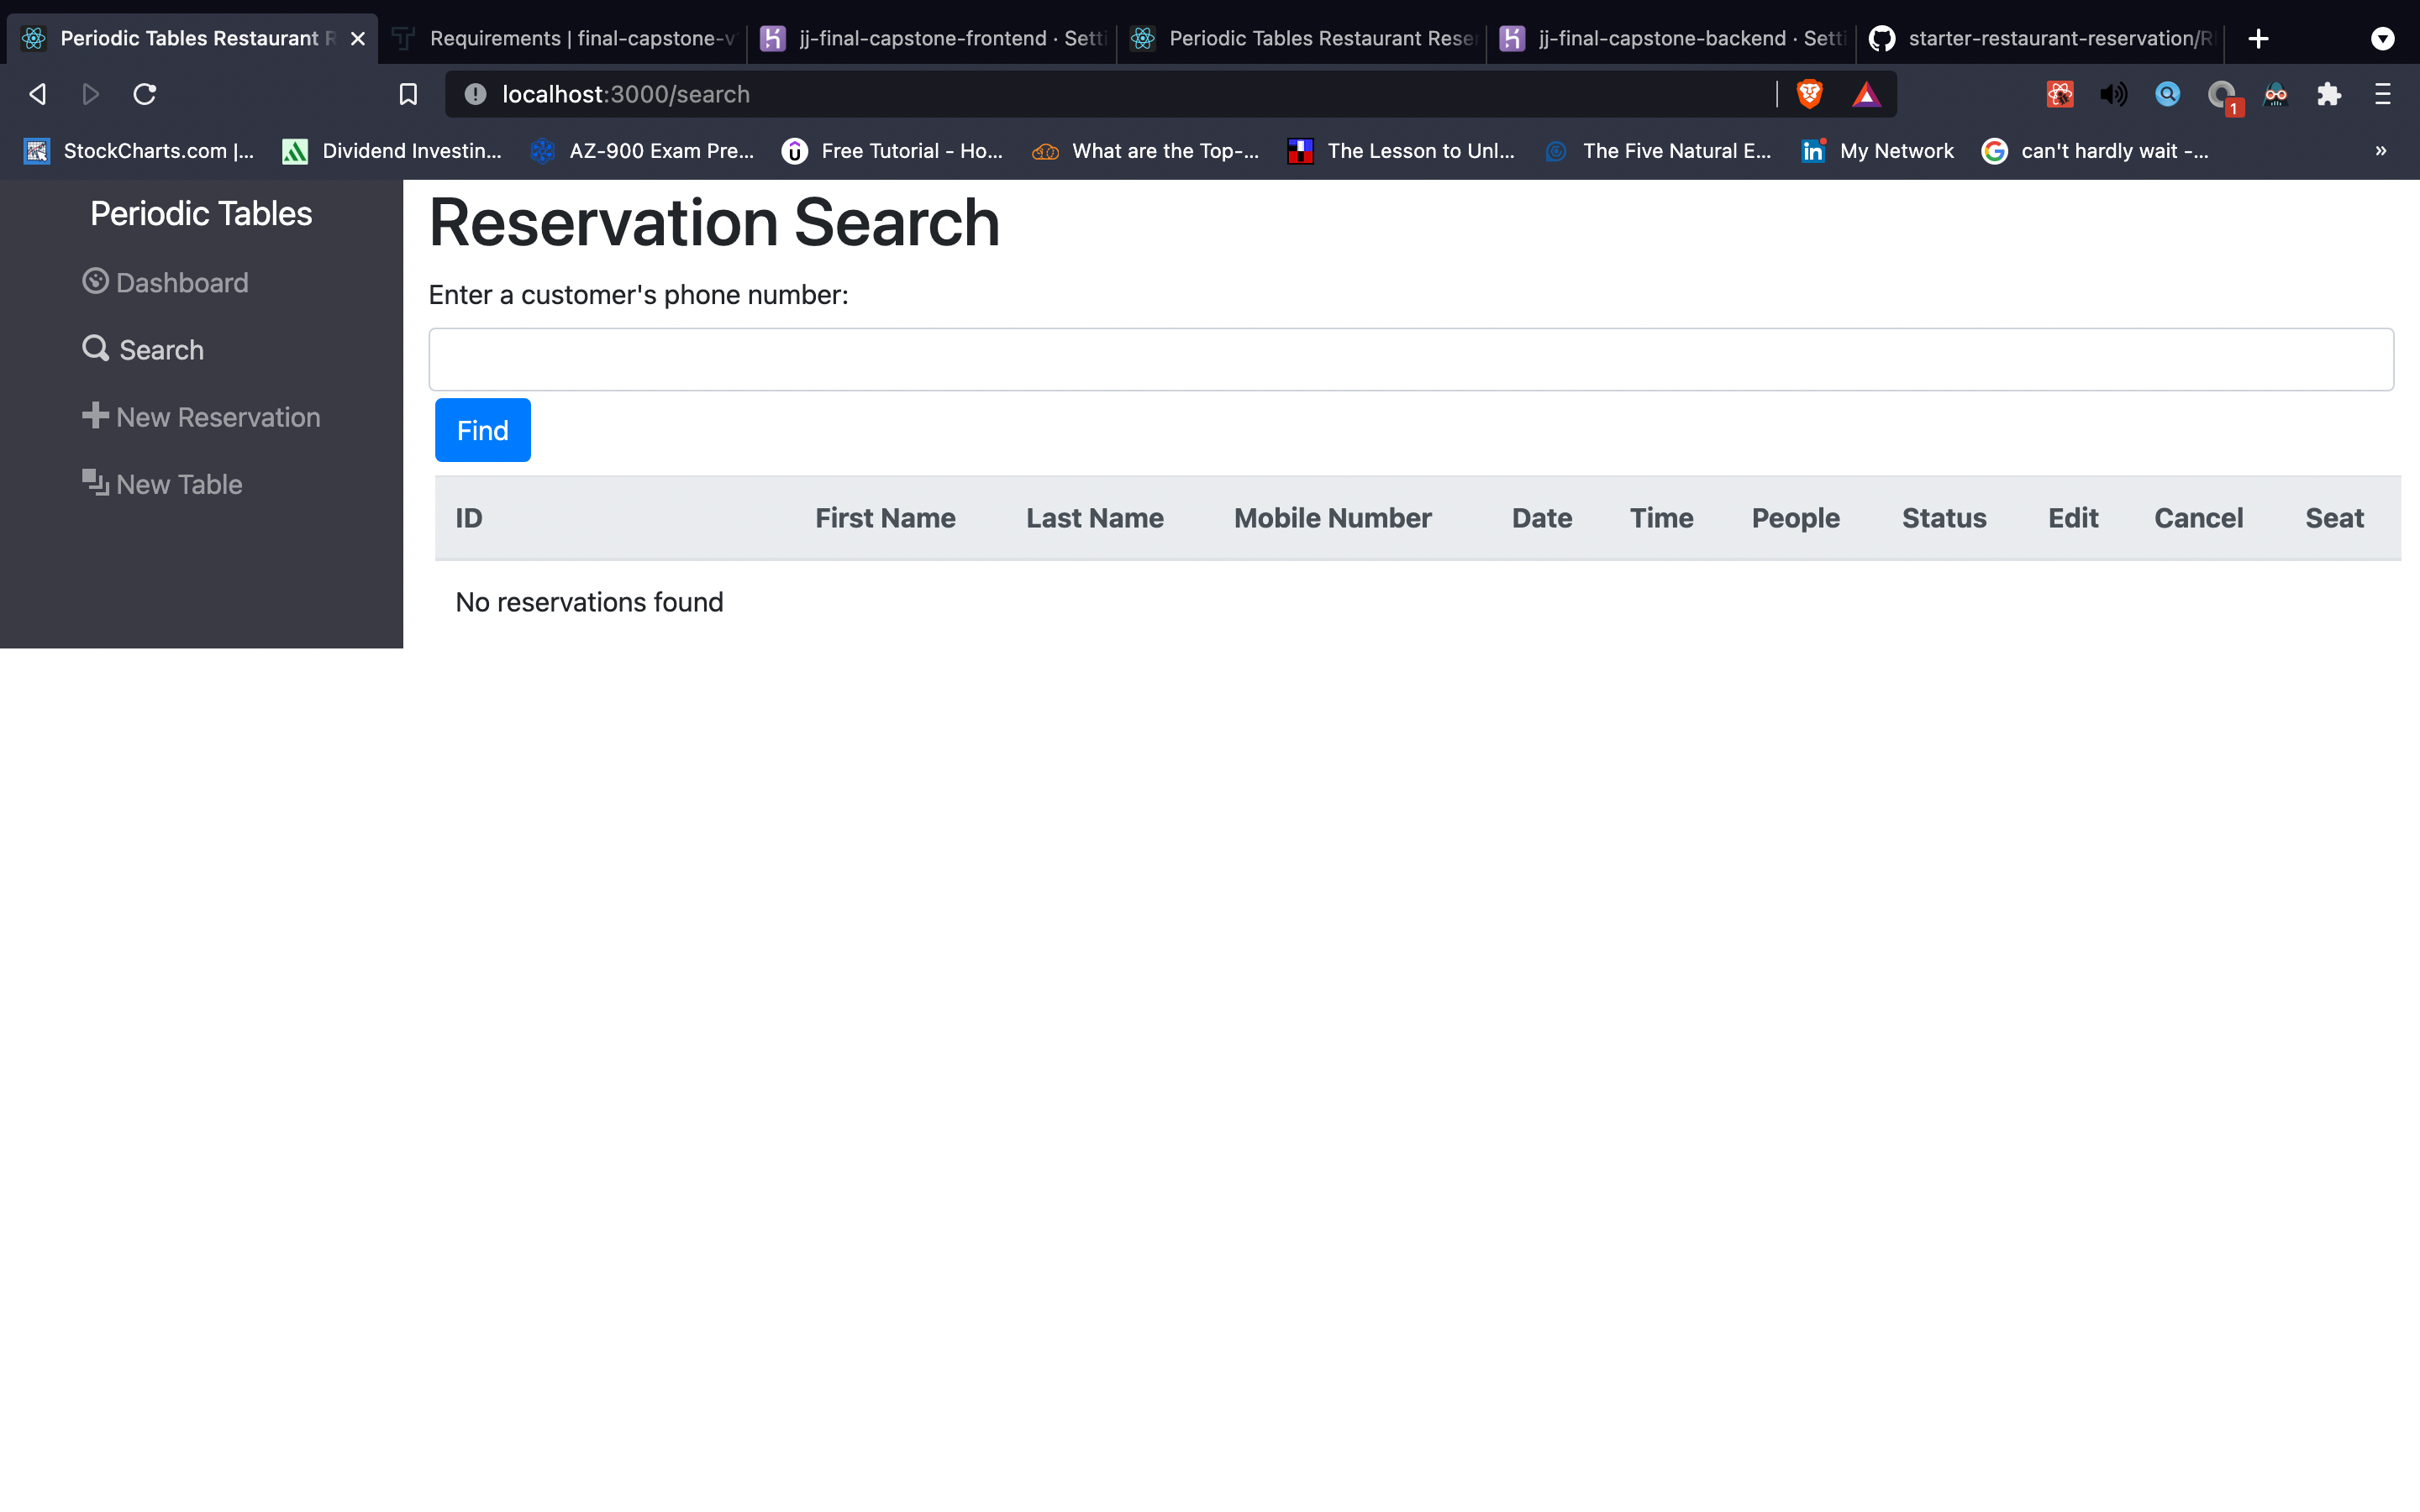 Periodic Tables Restaurant R
Requirements | final-capstone-v
jj-final-capstone-frontend · Setti
Periodic Tables Restaurant Reser
jj-final-capstone-backend · Setti
starter-restaurant-reservation/R
localhost:3000/search
1
StockCharts.com |...
Dividend Investin...
AZ-900 Exam Pre...
Free Tutorial - Ho...
What are the Top-...
The Lesson to Unl...
The Five Natural E...
My Network
can't hardly wait -...
»
Periodic Tables
Dashboard
Search
New Reservation
New Table
Reservation Search
Enter a customer's phone number:
Find
ID First Name Last Name Mobile Number Date Time People Status Edit Cancel Seat
No reservations found